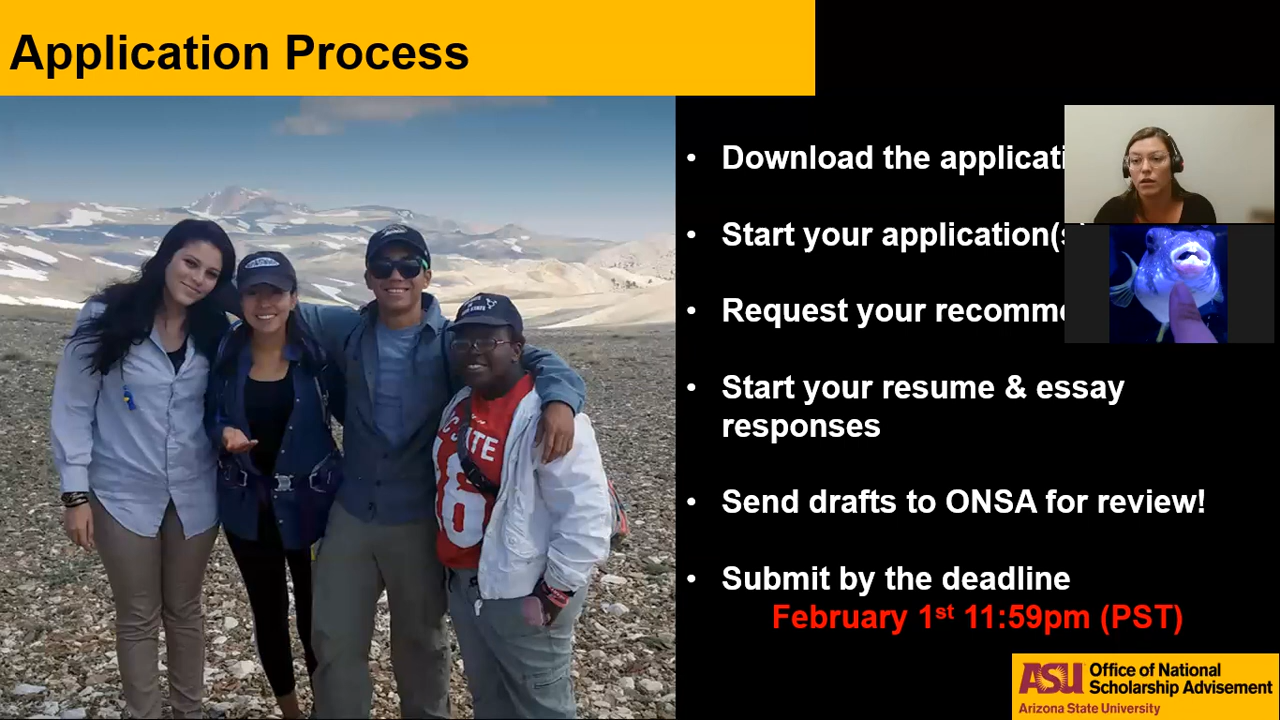 Application Process
• Download the applicati
• Start your application(s
• Request your recomm
• Start your resume & essay
responses
• Send drafts to ONSA for review!
• Submit by the deadline
February 1st 11:59pm (PST)
STATE
ASU Office of National
Scholarship Advisement
Arizona State University